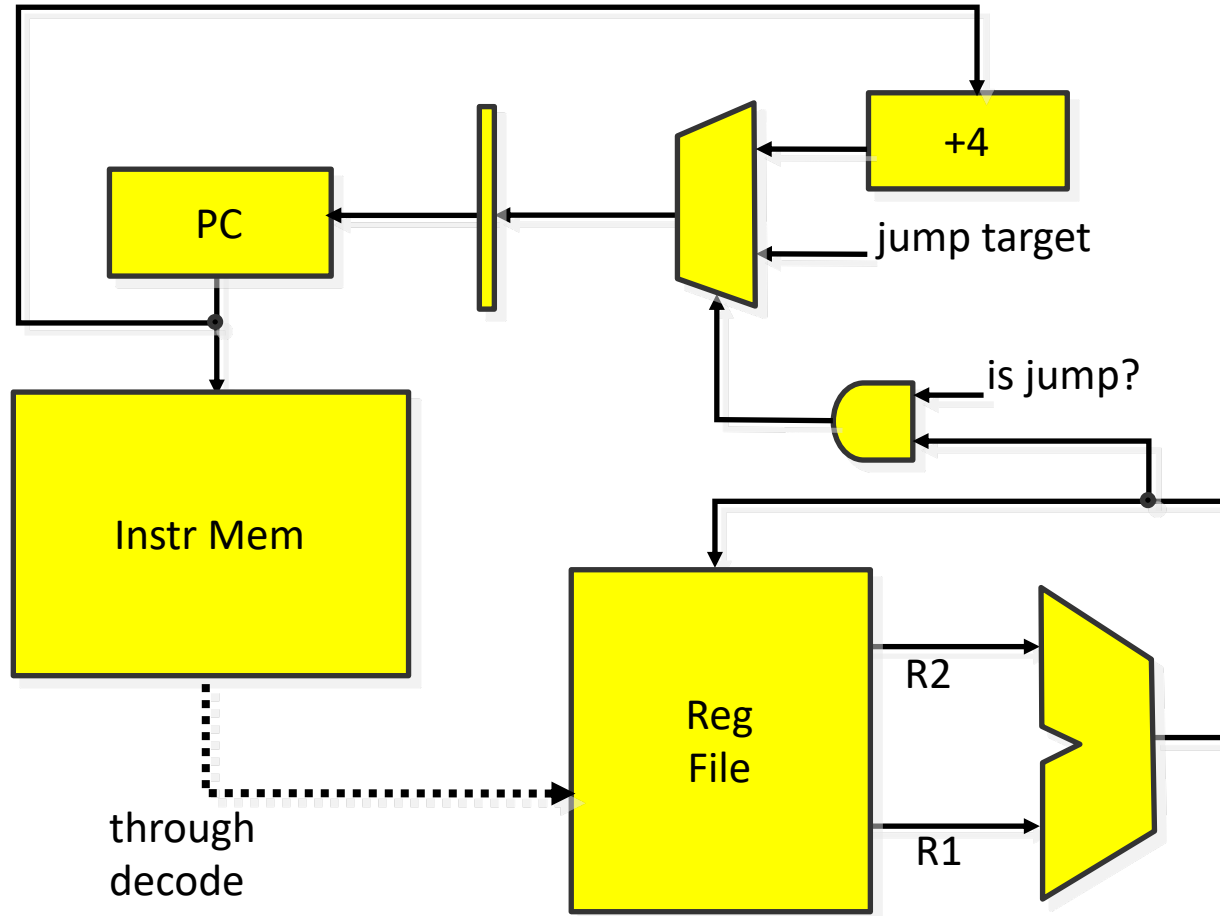 +4
PC
jump target
is jump?
Instr Mem
R2
Reg
File
through
decode
R1